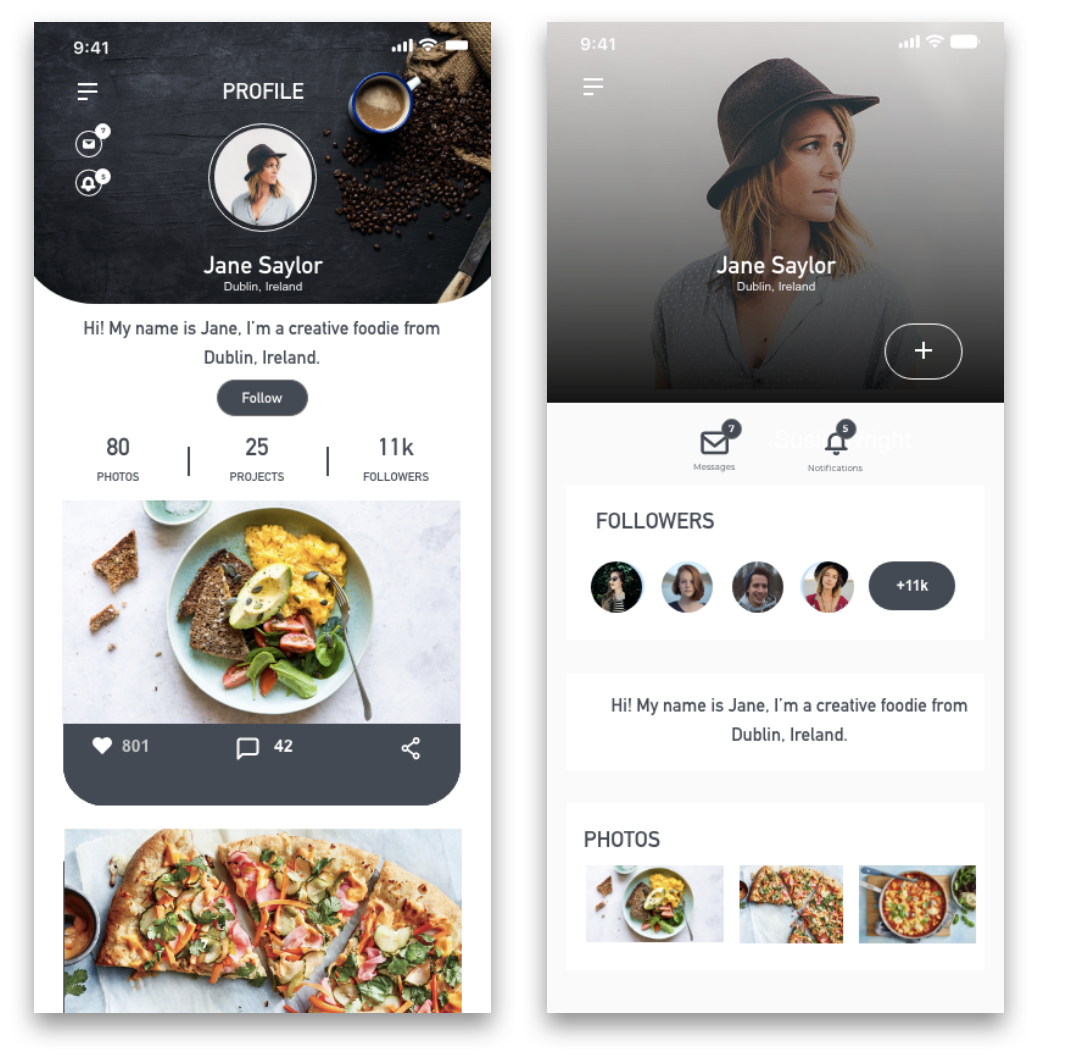 9:41
PROFILE
7
5
Jane Saylor
Dublin, Ireland
Hi! My name is Jane, I'm a creative foodie from
Dublin, Ireland.
Follow
80 25 11k
PHOTOS PROJECTS FOLLOWERS
801 42
9:41
Jane Saylor
Dublin, Ireland
+
7 5
Messages Notifications
FOLLOWERS
+11k
Hi! My name is Jane, I'm a creative foodie from
Dublin, Ireland.
PHOTOS